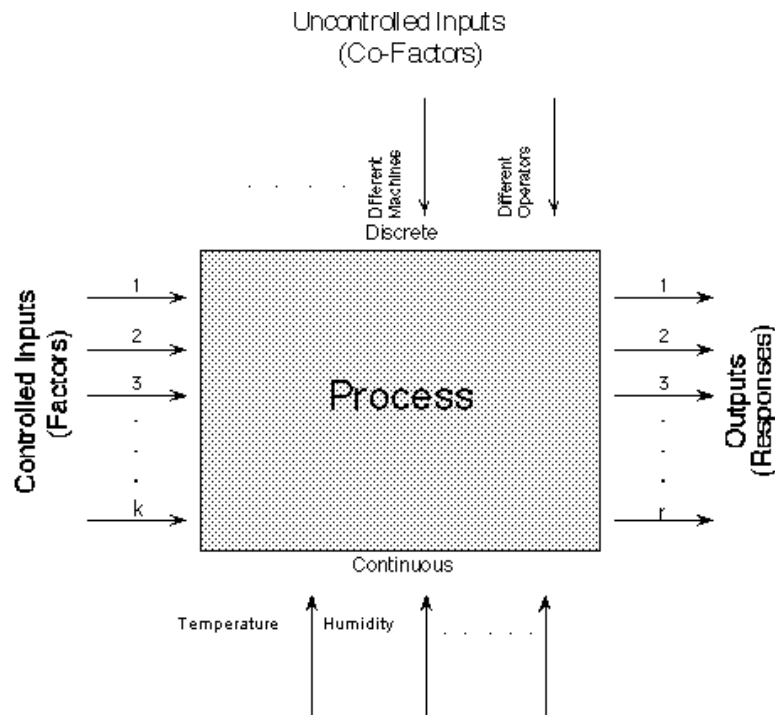 Uncontrolled Inputs
(Co-Factors)
Dfferent
Machines
Different
Operators
. . . . .
Discrete
Controlled Inputs
(Factors)
1
2
3
.
.
.
k
Process
1
2
3
.
.
.
r
Outputs
(Responses)
Continuous
Temperature
Humidity
. . . . .